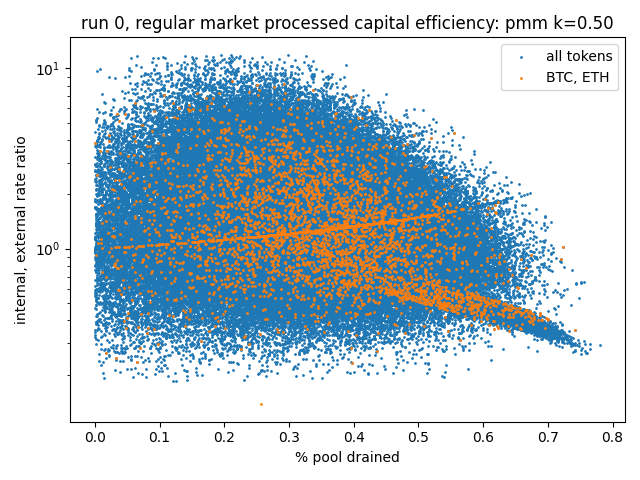 run 0, regular market processed capital efficiency: pmm k=0.50
all tokens
BTC, ETH
internal, external rate ratio
10¹
10⁰
0.0 0.1 0.2 0.3 0.4 0.5 0.6 0.7 0.8
% pool drained